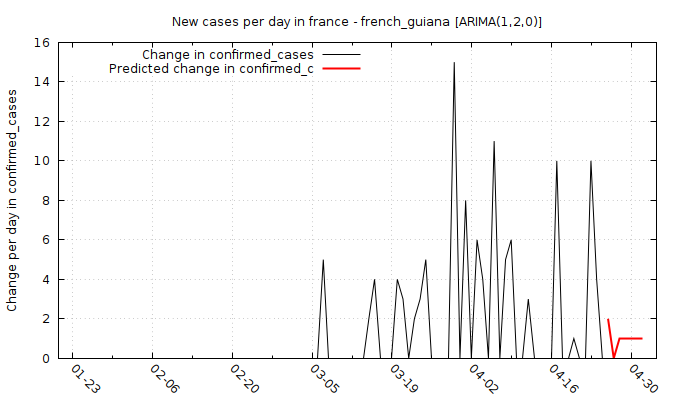 New cases per day in france - french_guiana [ARIMA(1,2,0)]
Change in confirmed_cases
Predicted change in confirmed_c
Change per day in confirmed_cases
16
14
12
10
8
6
4
2
0
01-23 02-06 02-20 03-05 03-19 04-02 04-16 04-30